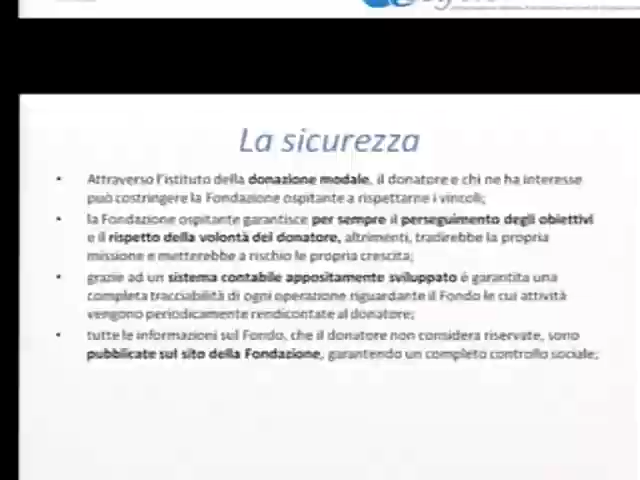 La sicurezza
• Attraverso l'istituto della donazione modale, il donatore e chi ne ha interesse
può costringere la Fondazione ospitante a rispettarne i vincoli;
• la Fondazione ospitante garantisce per sempre il perseguimento degli obiettivi
e il rispetto della volontà del donatore, altrimenti, tradirebbe la propria
missione e metterebbe a rischio le propria crescita;
• grazie ad un sistema contabile appositamente sviluppato è garantita una
completa tracciabilità di ogni operazione riguardante il Fondo le cui attività
vengono periodicamente rendicontate al donatore;
• tutte le informazioni sul Fondo, che il donatore non considera riservate, sono
pubblicate sul sito della Fondazione, garantendo un completo controllo sociale;